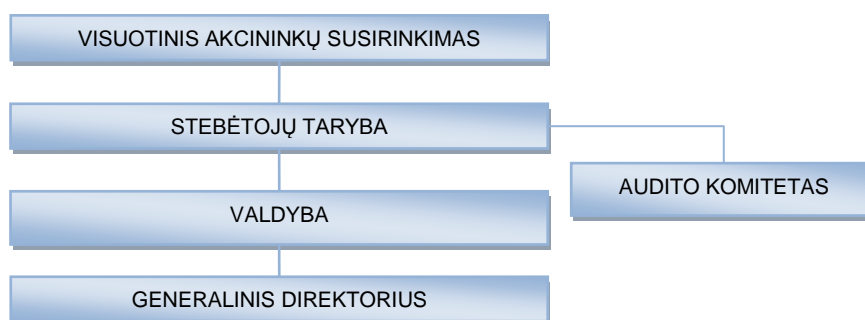 VISUOTINIS AKCININKŲ SUSIRINKIMAS
STEBĖTOJŲ TARYBA
AUDITO KOMITETAS
VALDYBA
GENERALINIS DIREKTORIUS